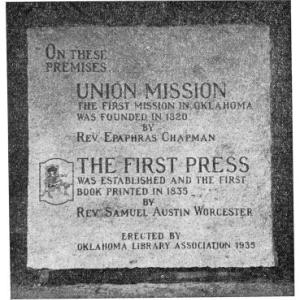 ON THESE
PREMISES
UNION MISSION
THE FIRST MISSION IN OKLAHOMA
WAS FOUNDED IN 1820
BY
REV. EPAPHRAS CHAPMAN
THE FIRST PRESS
WAS ESTABLISHED AND THE FIRST
BOOK PRINTED IN 1835
BY
REV. SAMUEL AUSTIN WORCESTER
ERECTED BY
OKLAHOMA LIBRARY ASSOCIATION 1935